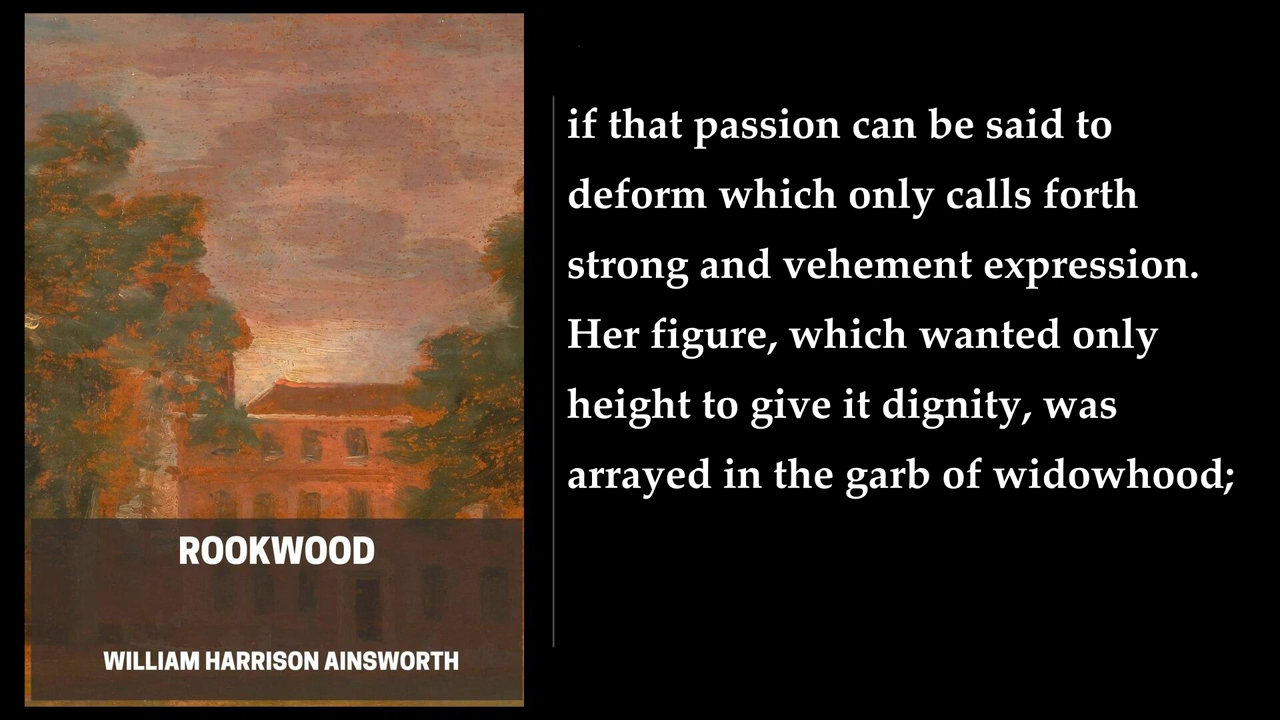 ROOKWOOD
WILLIAM HARRISON AINSWORTH
if that passion can be said to
deform which only calls forth
strong and vehement expression.
Her figure, which wanted only
height to give it dignity, was
arrayed in the garb of widowhood;